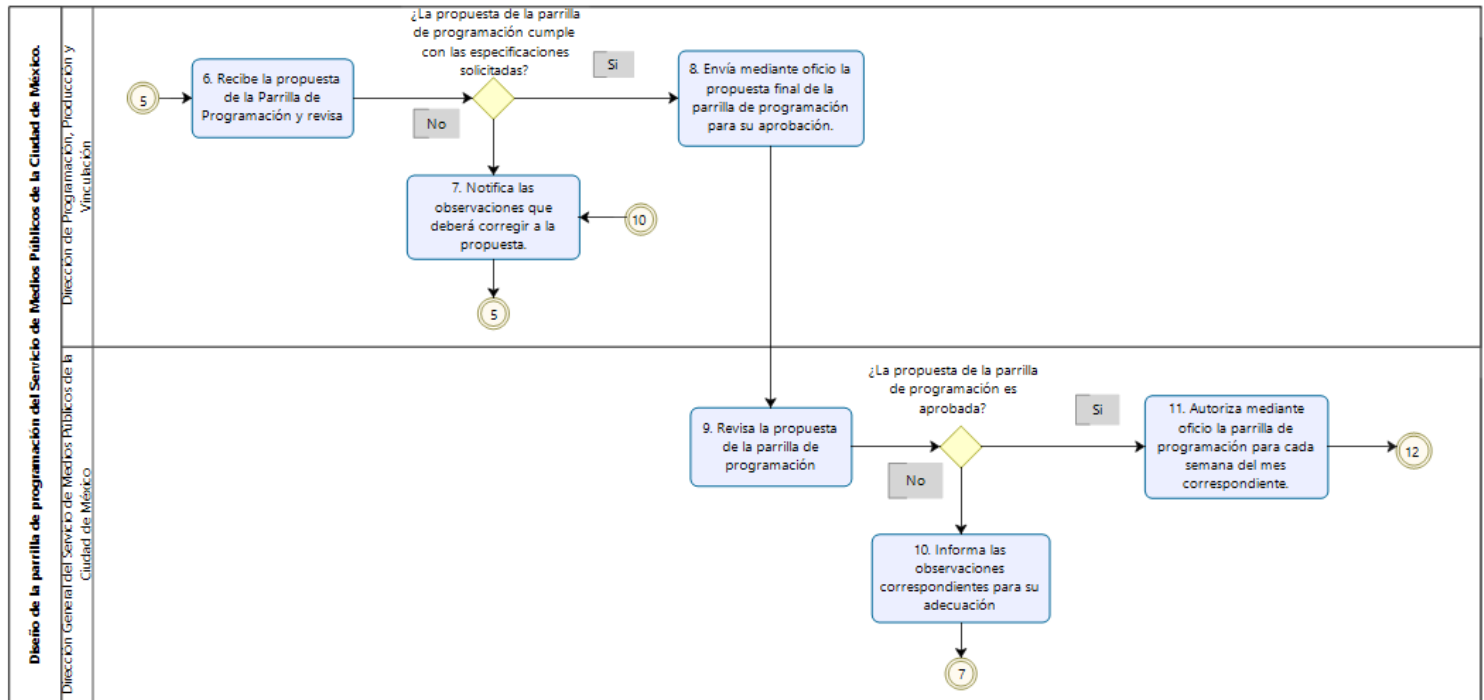 Diseño de la parrilla de programación del Servicio de Medios Públicos de la Ciudad de México.
Dirección de Programación, Producción y
Vinculación
5
6. Recibe la propuesta
de la Parrilla de
Programación y revisa
¿La propuesta de la parrilla
de programación cumple
con las especificaciones
solicitadas?
Si
No
8. Envía mediante oficio la
propuesta final de la
parrilla de programación
para su aprobación.
7. Notifica las
observaciones que
deberá corregir a la
propuesta.
10
5
Dirección General del Servicio de Medios Públicos de la
Ciudad de México
9. Revisa la propuesta
de la parrilla de
programación
¿La propuesta de la parrilla
de programación es
aprobada?
Si
No
11. Autoriza mediante
oficio la parrilla de
programación para cada
semana del mes
correspondiente.
12
10. Informa las
observaciones
correspondientes para su
adecuación
7